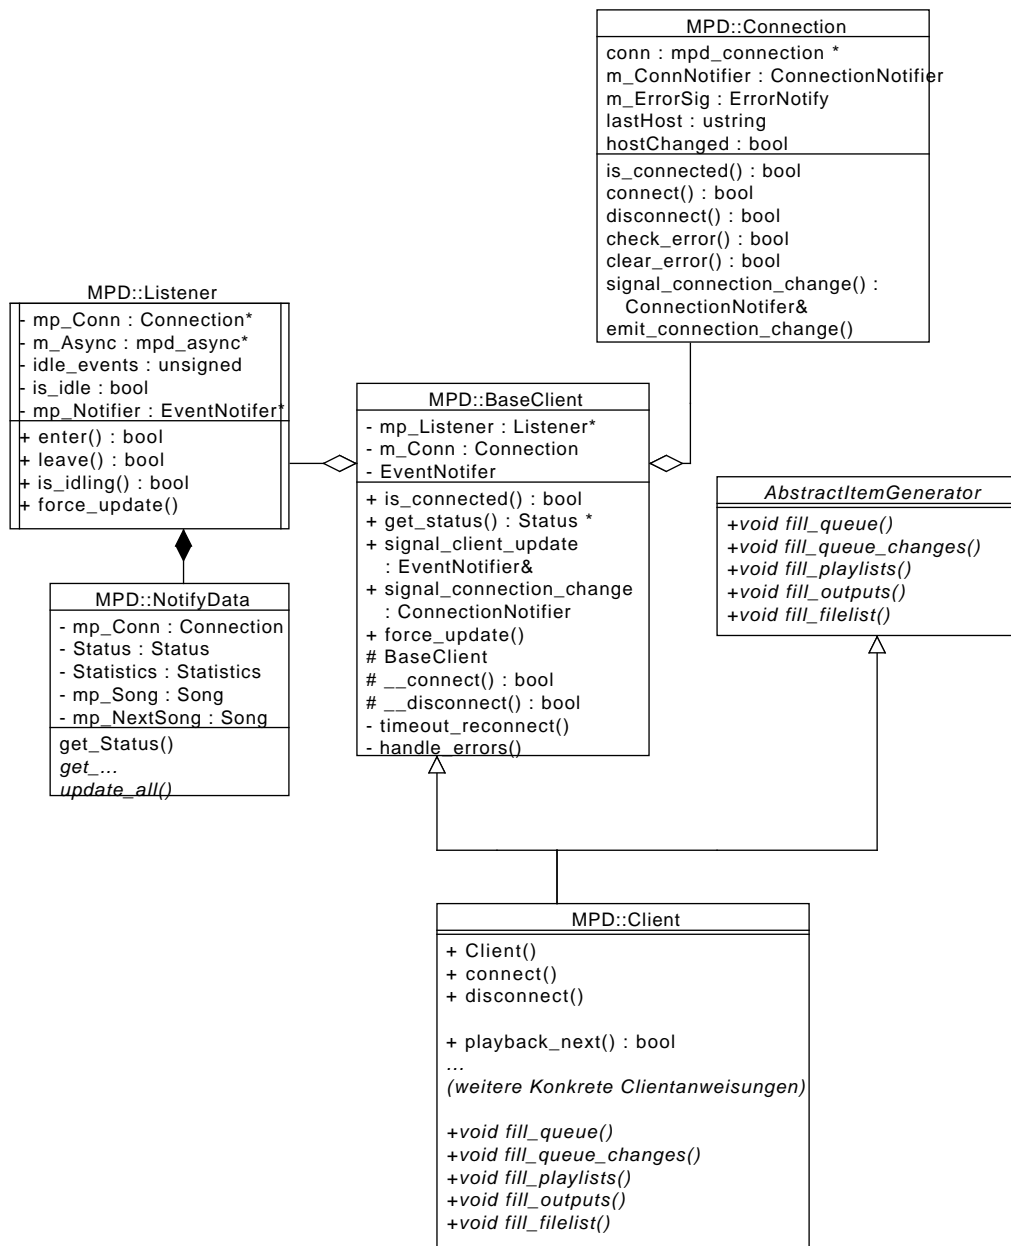 MPD::Connection
conn : mpd_connection *
m_ConnNotifier : ConnectionNotifier
m_ErrorSig : ErrorNotify
lastHost : ustring
hostChanged : bool
is_connected() : bool
connect() : bool
disconnect() : bool
check_error() : bool
clear_error() : bool
signal_connection_change() :
ConnectionNotifer&
emit_connection_change()
MPD::Listener
- mp_Conn : Connection*
- m_Async : mpd_async*
- idle_events : unsigned
- is_idle : bool
- mp_Notifier : EventNotifer*
+ enter() : bool
+ leave() : bool
+ is_idling() : bool
+ force_update()
MPD::BaseClient
- mp_Listener : Listener*
- m_Conn : Connection
- EventNotifer
+ is_connected() : bool
+ get_status() : Status *
+ signal_client_update
: EventNotifier&
+ signal_connection_change
: ConnectionNotifier
+ force_update()
# BaseClient
# __connect() : bool
# __disconnect() : bool
- timeout_reconnect()
- handle_errors()
AbstractItemGenerator
+void fill_queue()
+void fill_queue_changes()
+void fill_playlists()
+void fill_outputs()
+void fill_filelist()
MPD::NotifyData
- mp_Conn : Connection
- Status : Status
- Statistics : Statistics
- mp_Song : Song
- mp_NextSong : Song
get_Status()
get_...
update_all()
MPD::Client
+ Client()
+ connect()
+ disconnect()
+ playback_next() : bool
...
(weitere Konkrete Clientanweisungen)
+void fill_queue()
+void fill_queue_changes()
+void fill_playlists()
+void fill_outputs()
+void fill_filelist()